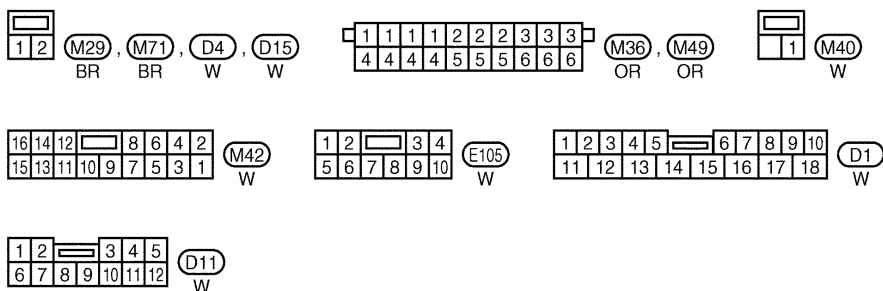 1 2 M29 , M71 , D4 , D15
BR BR W W
1 1 1 1 2 2 2 3 3 3
4 4 4 4 5 5 5 6 6 6
M36 , M49
OR OR
1 M40
W
16 14 12 8 6 4 2
15 13 11 10 9 7 5 3 1
M42
W
1 2 3 4
5 6 7 8 9 10
E105
W
1 2 3 4 5 6 7 8 9 10
11 12 13 14 15 16 17 18
D1
W
1 2 3 4 5
6 7 8 9 10 11 12
D11
W